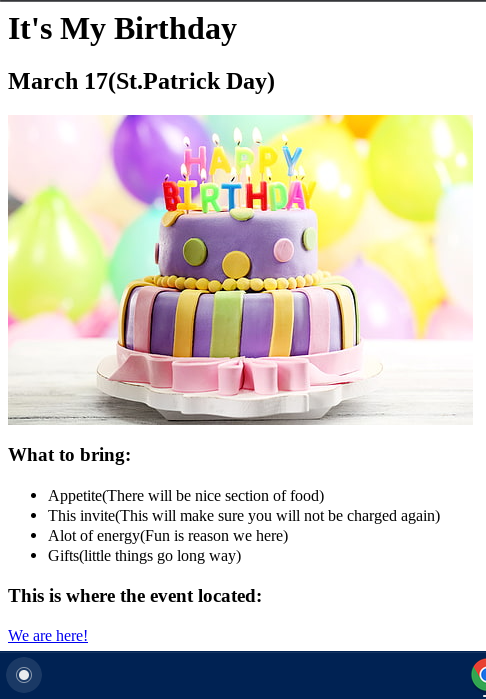 It's My Birthday
March 17(St.Patrick Day)
HAPPY
BIRTHDAY
What to bring:
Appetite(There will be nice section of food)
This invite(This will make sure you will not be charged again)
Alot of energy(Fun is reason we here)
Gifts(little things go long way)
This is where the event located:
We are here!